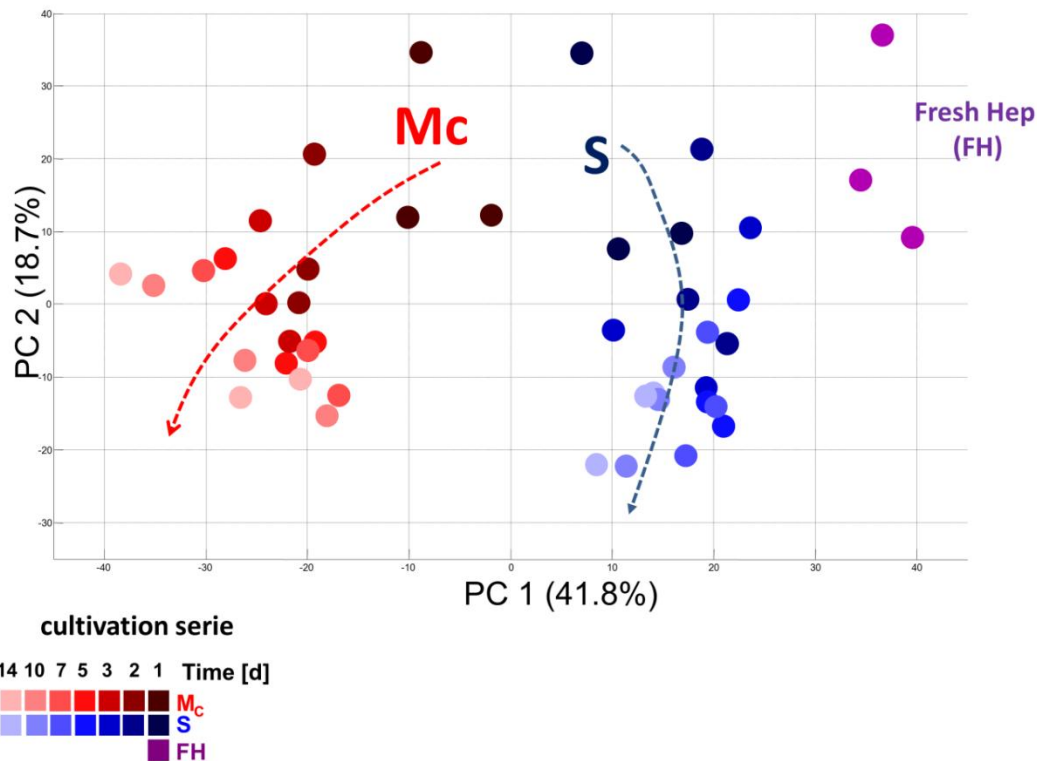 40
30
20
10
0
-10
-20
-30
PC 2 (18.7%)
Mc
S
Fresh Hep
(FH)
-40 -30 -20 -10 0 10 20 30 40
PC 1 (41.8%)
cultivation serie
14 10 7 5 3 2 1 Time [d]
Mc
S
FH